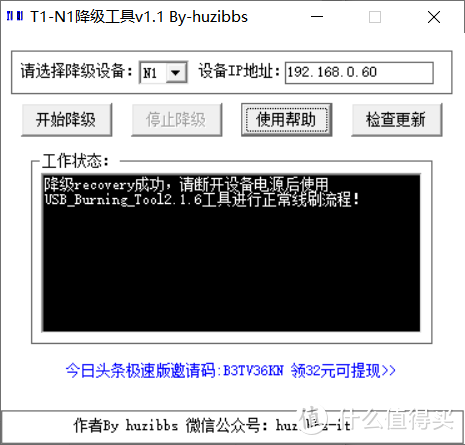 T1-N1降级工具v1.1 By-huzibbs
请选择降级设备: N1 设备IP地址: 192.168.0.60
开始降级 停止降级 使用帮助 检查更新
工作状态:
降级recovery成功，请断开设备电源后使用
USB_Burning_Tool2.1.6工具进行正常线刷流程!
今日头条极速版邀请码:B3TV36KN 领32元可提现>>
作者By huzibbs 微信公众号: huz s-it
值 什么值得买